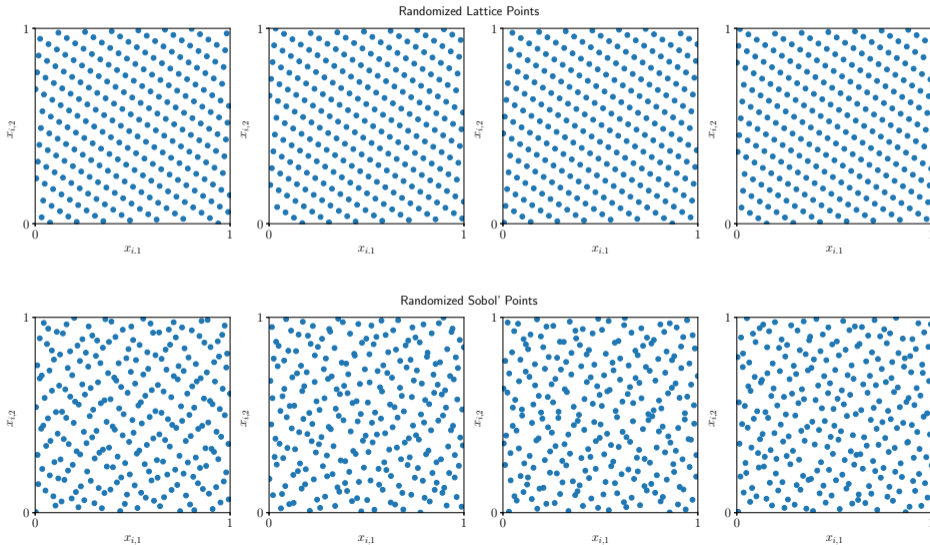 Randomized Lattice Points
1 1 1 1
x_{i,2} x_{i,2} x_{i,2} x_{i,2}
0 0 0 0
0 1 0 1 0 1 0 1
x_{i,1} x_{i,1} x_{i,1} x_{i,1}
Randomized Sobol' Points
1 1 1 1
x_{i,2} x_{i,2} x_{i,2} x_{i,2}
0 0 0 0
0 1 0 1 0 1 0 1
x_{i,1} x_{i,1} x_{i,1} x_{i,1}